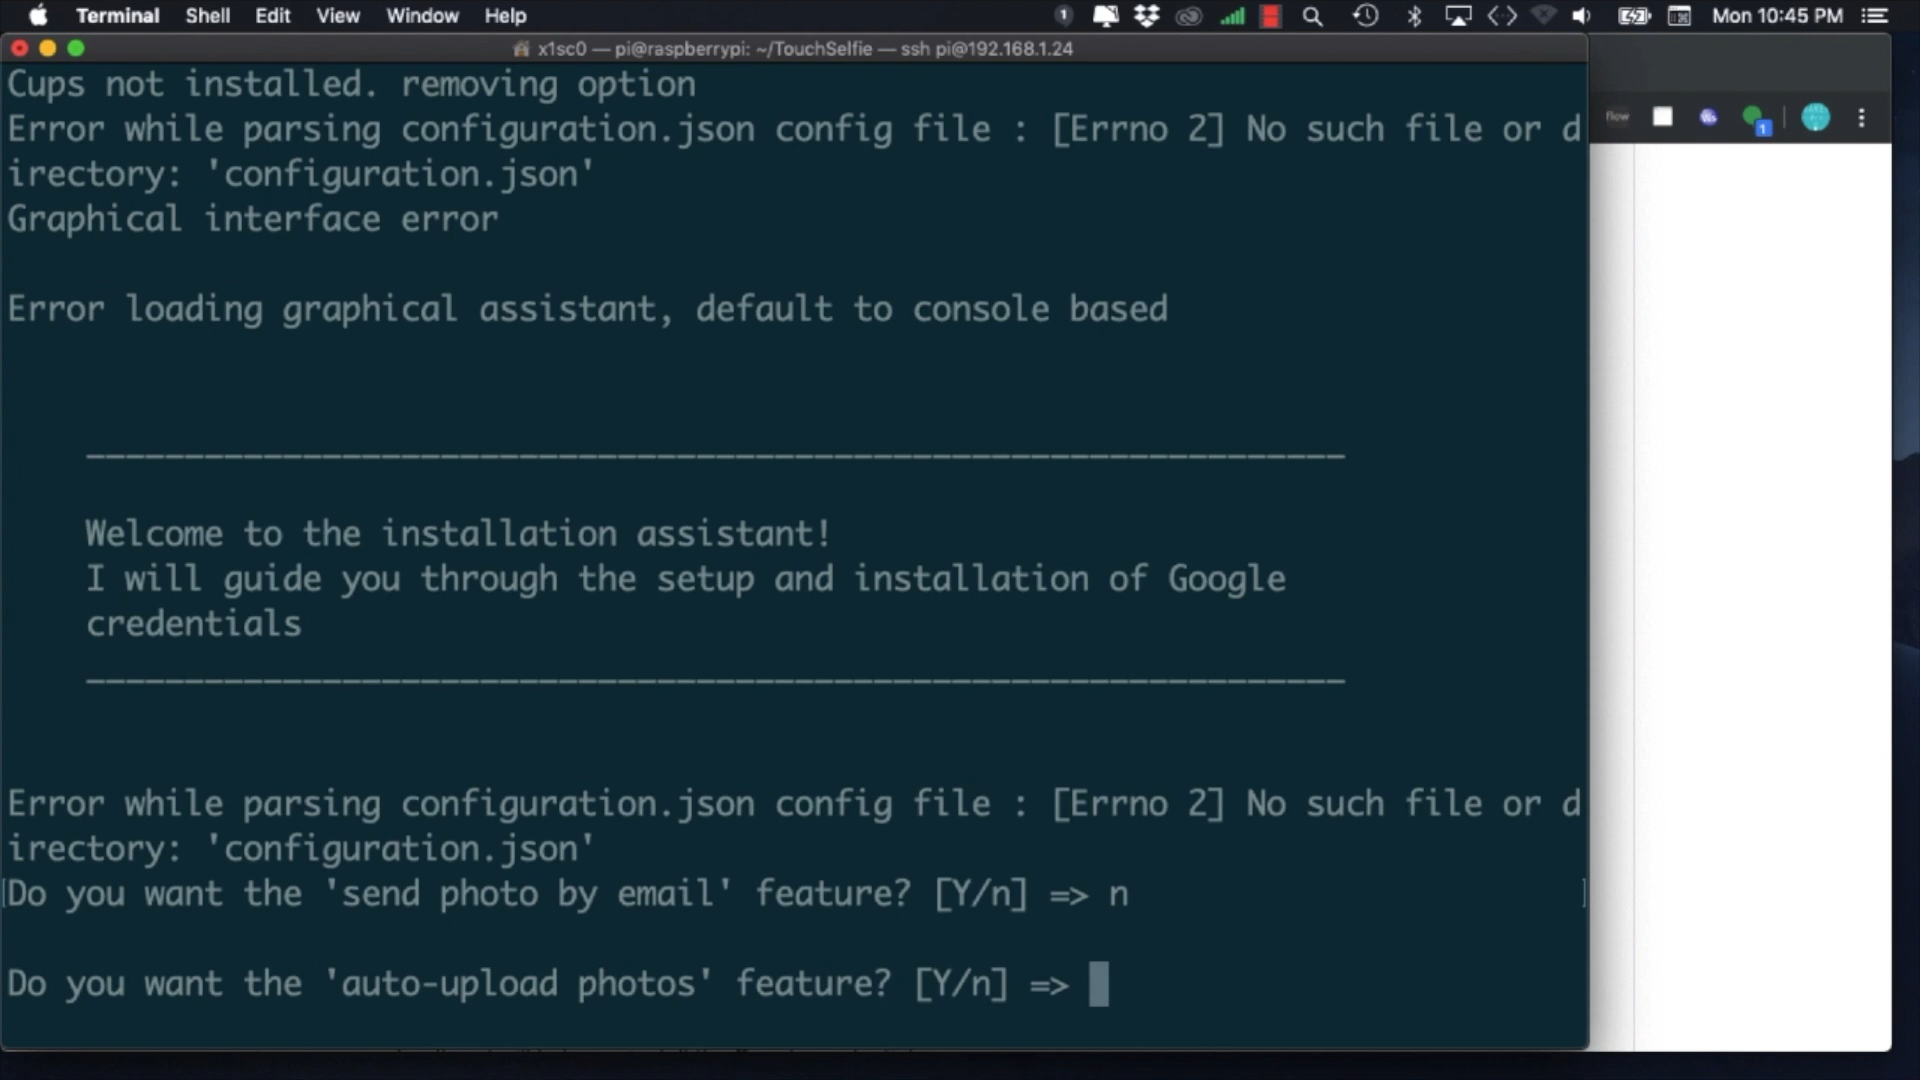 Terminal Shell Edit View Window Help 1 Mon 10:45 PM
x1sc0 — pi@raspberrypi: ~/TouchSelfie — ssh pi@192.168.1.24
flow
1
Cups not installed. removing option
Error while parsing configuration.json config file : [Errno 2] No such file or d
irectory: 'configuration.json'
Graphical interface error
Error loading graphical assistant, default to console based
________________________________________________________________
Welcome to the installation assistant!
I will guide you through the setup and installation of Google
credentials
________________________________________________________________
Error while parsing configuration.json config file : [Errno 2] No such file or d
irectory: 'configuration.json'
[Do you want the 'send photo by email' feature? [Y/n] => n ]
Do you want the 'auto-upload photos' feature? [Y/n] =>